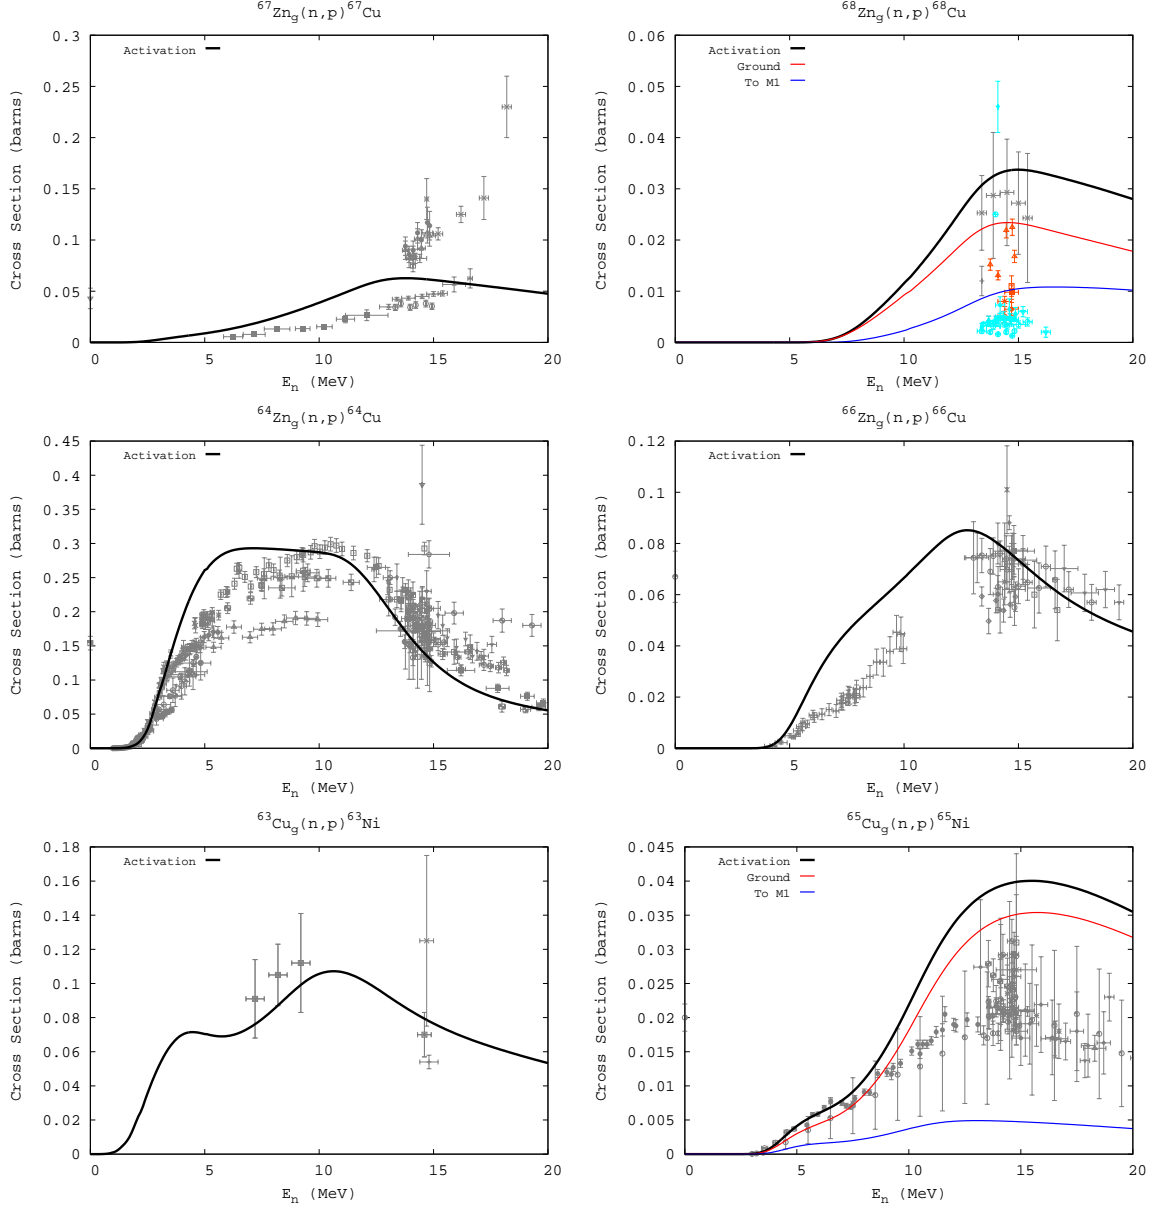 ⁶⁷Zn_g(n,p)⁶⁷Cu
Cross Section (barns)
0.3
0.25
0.2
0.15
0.1
0.05
0
Activation
0 5 10 15 20
E_n (MeV)
⁶⁸Zn_g(n,p)⁶⁸Cu
Cross Section (barns)
0.06
0.05
0.04
0.03
0.02
0.01
0
Activation
Ground
To M1
0 5 10 15 20
E_n (MeV)
⁶⁴Zn_g(n,p)⁶⁴Cu
Cross Section (barns)
0.45
0.4
0.35
0.3
0.25
0.2
0.15
0.1
0.05
0
Activation
0 5 10 15 20
E_n (MeV)
⁶⁶Zn_g(n,p)⁶⁶Cu
Cross Section (barns)
0.12
0.1
0.08
0.06
0.04
0.02
0
Activation
0 5 10 15 20
E_n (MeV)
⁶³Cu_g(n,p)⁶³Ni
Cross Section (barns)
0.18
0.16
0.14
0.12
0.1
0.08
0.06
0.04
0.02
0
Activation
0 5 10 15 20
E_n (MeV)
⁶⁵Cu_g(n,p)⁶⁵Ni
Cross Section (barns)
0.045
0.04
0.035
0.03
0.025
0.02
0.015
0.01
0.005
0
Activation
Ground
To M1
0 5 10 15 20
E_n (MeV)